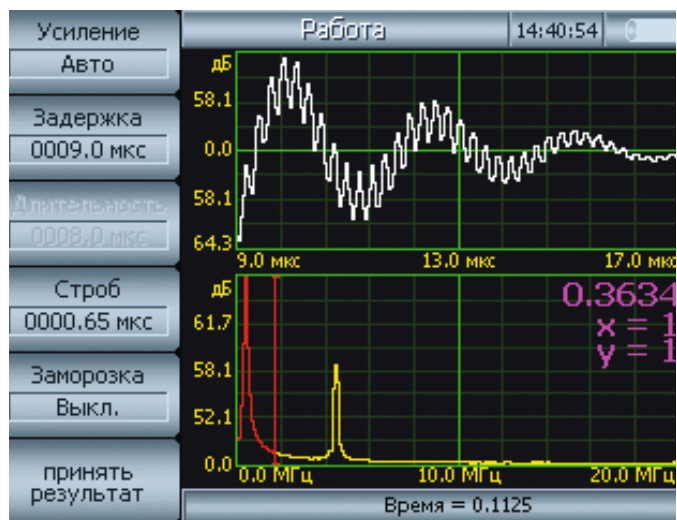 Усиление
Авто
Задержка
0009.0 мкс
Длительность
0008.0 мкс
Строб
0000.65 мкс
Заморозка
Выкл.
принять
результат
Работа
14:40:54
дБ
58.1
0.0
58.1
64.3
9.0 мкс
13.0 мкс
17.0 мкс
дБ
61.7
58.1
52.1
0.0
0.0 МГц
10.0 МГц
20.0 МГц
0.3634
x = 1
y = 1
Время = 0.1125